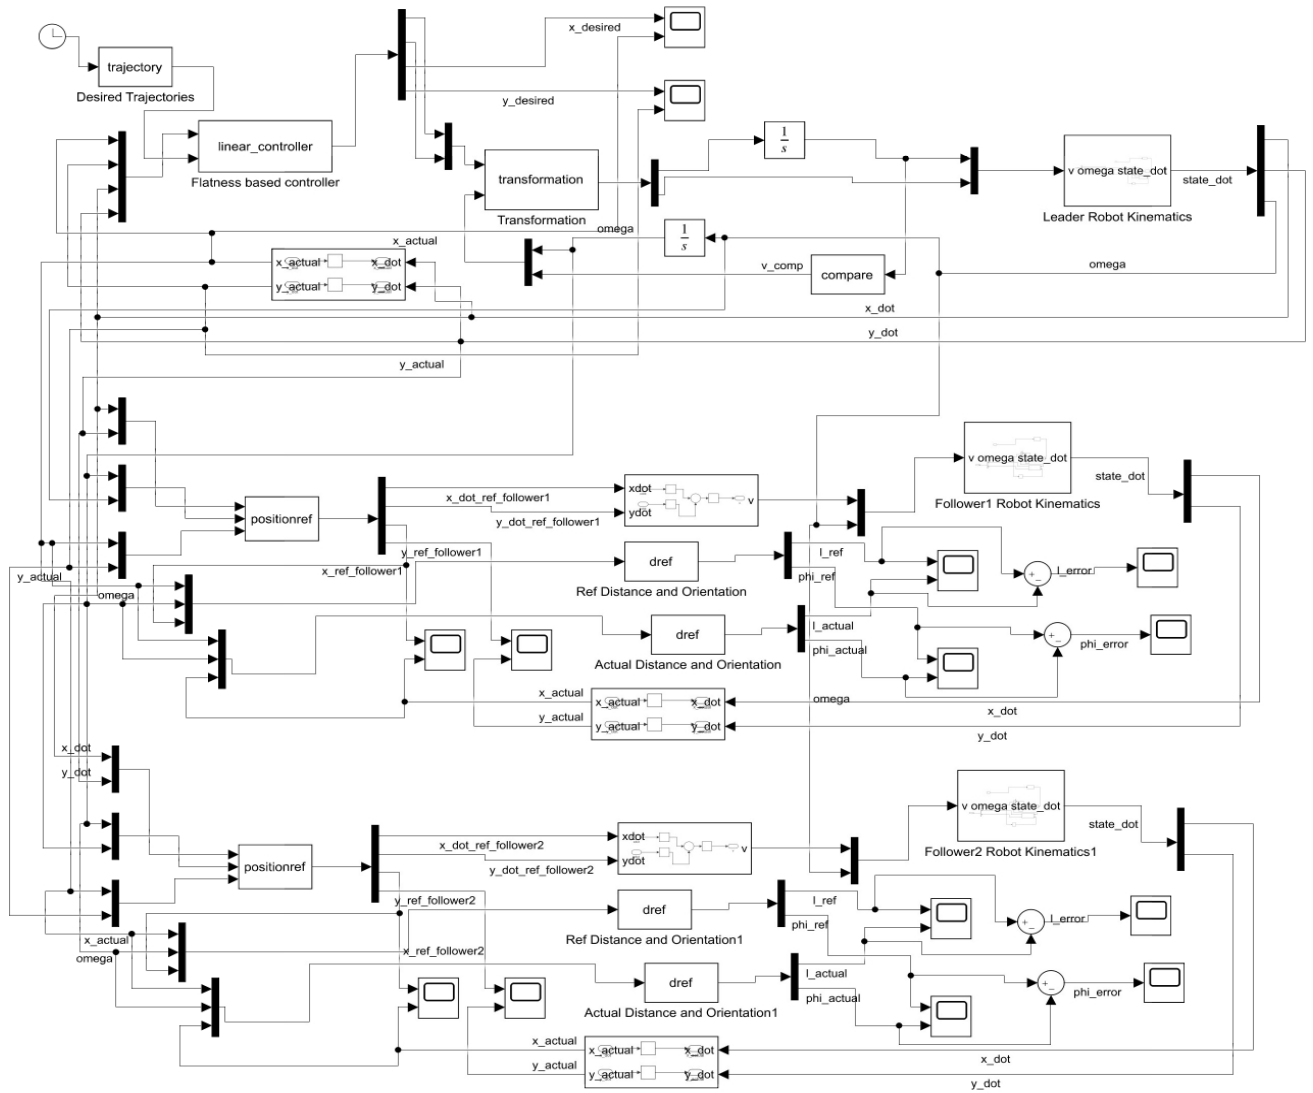 x_desired
trajectory
Desired Trajectories
y_desired
linear_controller
Flatness based controller
1
s
transformation
Transformation
v omega state_dot
state_dot
Leader Robot Kinematics
omega
1
s
x_actual
x_actual
x_dot
y_actual
y_dot
v_comp
compare
omega
x_dot
y_dot
y_actual
v omega state_dot
state_dot
Follower1 Robot Kinematics
xdot
ydot
v
x_dot_ref_follower1
y_dot_ref_follower1
positionref
y_ref_follower1
x_ref_follower1
dref
Ref Distance and Orientation
l_ref
phi_ref
l_error
y_actual
omega
dref
Actual Distance and Orientation
l_actual
phi_actual
phi_error
x_actual
y_actual
x_actual
x_dot
y_actual
y_dot
omega
x_dot
y_dot
x_dot
y_dot
v omega state_dot
state_dot
Follower2 Robot Kinematics1
xdot
ydot
v
x_dot_ref_follower2
y_dot_ref_follower2
positionref
y_ref_follower2
x_ref_follower2
dref
Ref Distance and Orientation1
l_ref
phi_ref
l_error
x_actual
omega
dref
Actual Distance and Orientation1
l_actual
phi_actual
phi_error
x_actual
y_actual
x_actual
x_dot
y_actual
y_dot
x_dot
y_dot